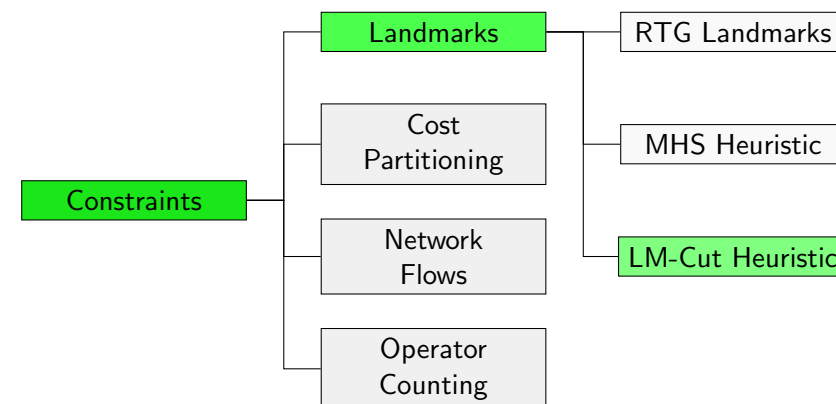 Landmarks
RTG Landmarks
Cost
Partitioning
MHS Heuristic
Constraints
Network
Flows
LM-Cut Heuristic
Operator
Counting